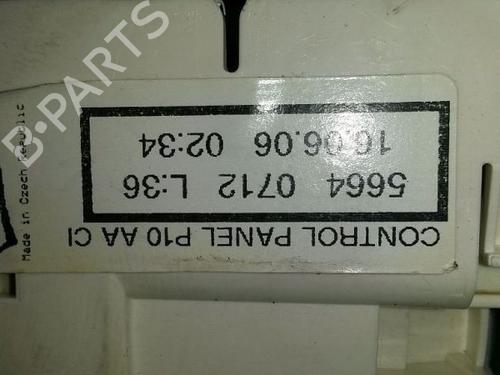 CONTROL PANEL P10 AA CI
5664 0712 L:36
16.06.06 02:34
Made in Czech Republic
B-PARTS